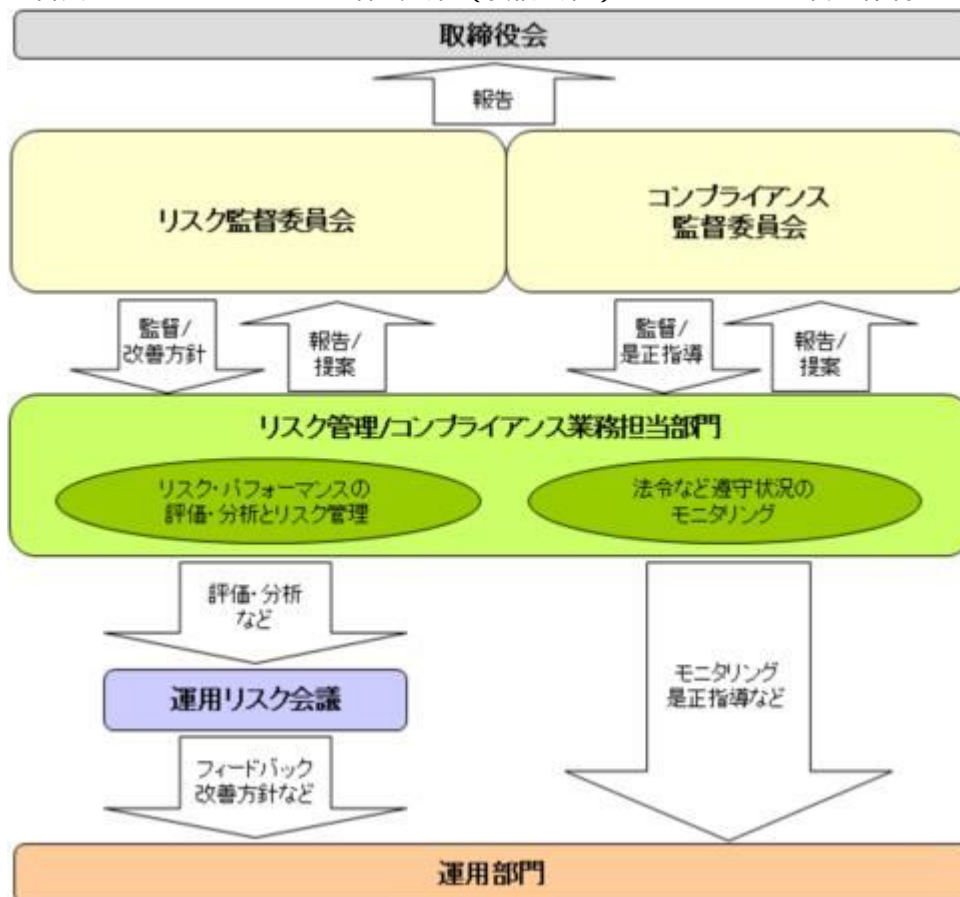 取締役会
報告
リスク監督委員会
コンプライアンス
監督委員会
監督/
改善方針
報告/
提案
監督/
是正指導
報告/
提案
リスク管理/コンプライアンス業務担当部門
リスク・パフォーマンスの
評価・分析とリスク管理
法令など遵守状況の
モニタリング
評価・分析
など
運用リスク会議
モニタリング
是正指導など
フィードバック
改善方針など
運用部門